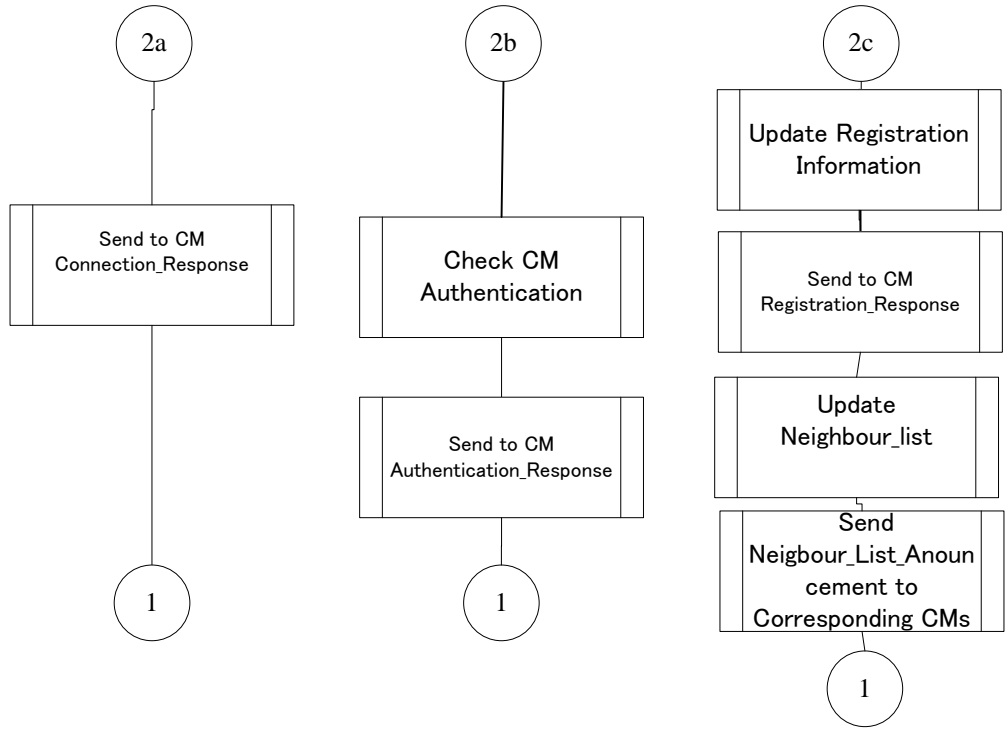 2a
Send to CM
Connection_Response
1
2b
Check CM
Authentication
Send to CM
Authentication_Response
1
2c
Update Registration
Information
Send to CM
Registration_Response
Update
Neighbour_list
Send
Neigbour_List_Anoun
cement to
Corresponding CMs
1